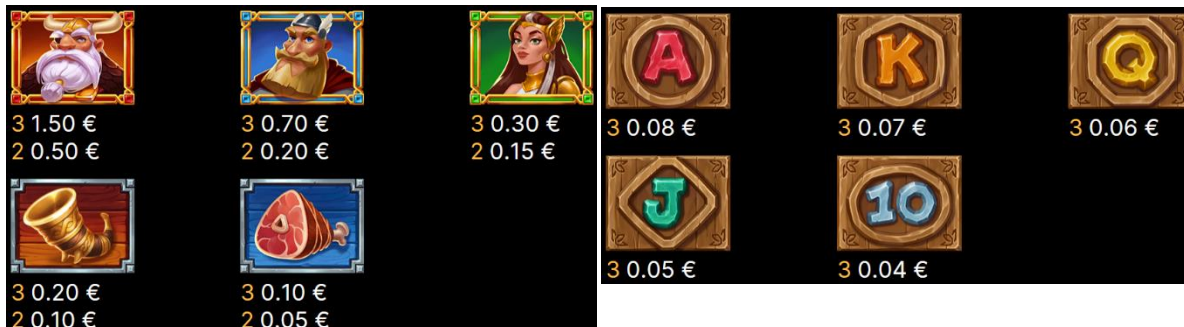 3 1.50 €
2 0.50 €
3 0.70 €
2 0.20 €
3 0.30 €
2 0.15 €
3 0.20 €
2 0.10 €
3 0.10 €
2 0.05 €
A
3 0.08 €
K
3 0.07 €
Q
3 0.06 €
J
3 0.05 €
10
3 0.04 €